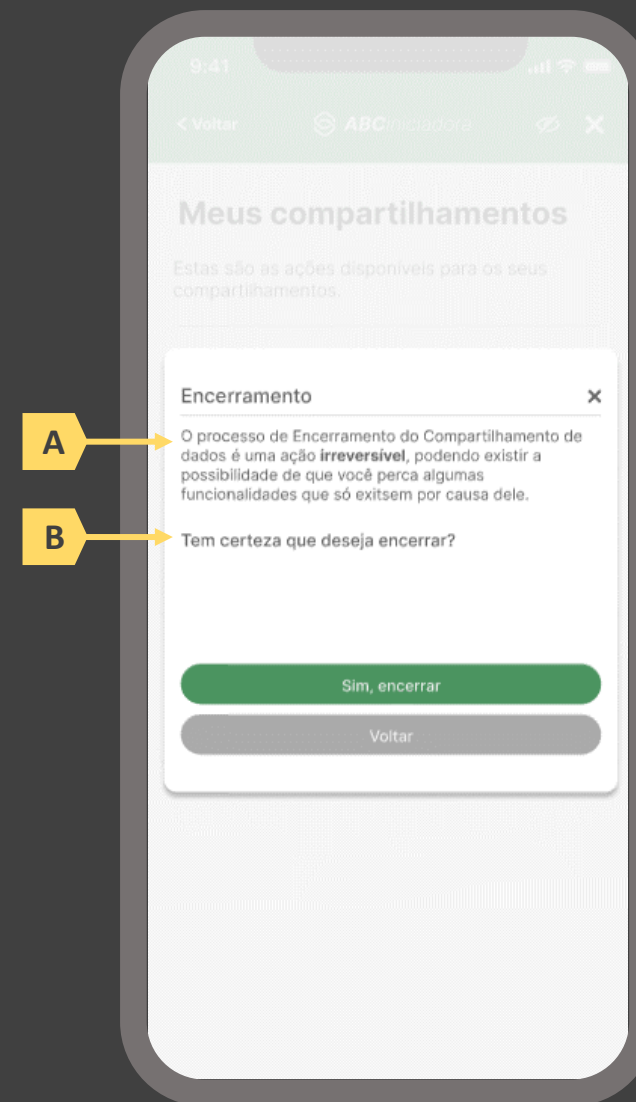 9:41
< Voltar ABCIniciadora
Meus compartilhamentos
Estas são as ações disponíveis para os seus
compartilhamentos.
Encerramento
A
O processo de Encerramento do Compartilhamento de
dados é uma ação irreversível, podendo existir a
possibilidade de que você perca algumas
funcionalidades que só exitsem por causa dele.
B
Tem certeza que deseja encerrar?
Sim, encerrar
Voltar